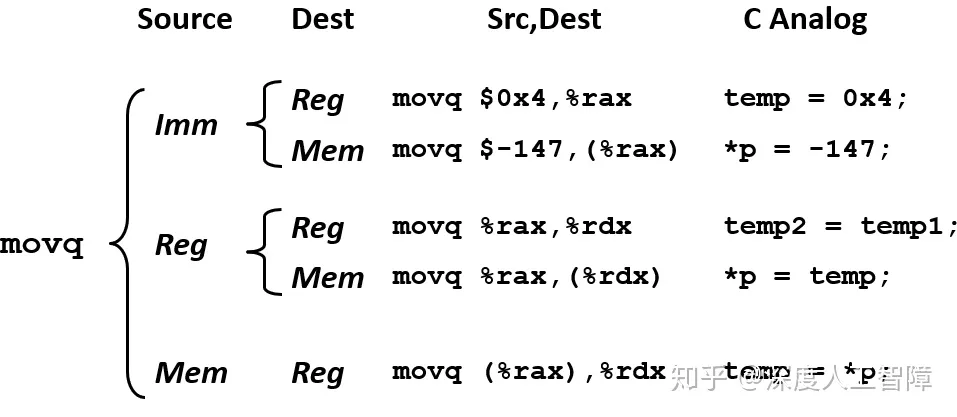 Source Dest Src,Dest C Analog
Reg movq $0x4,%rax temp = 0x4;
Imm
Mem movq $-147,(%rax) *p = -147;
Reg movq %rax,%rdx temp2 = temp1;
movq Reg
Mem movq %rax,(%rdx) *p = temp;
Mem Reg movq (%rax),%rdx temp = *p;
知乎 @深度人工智障